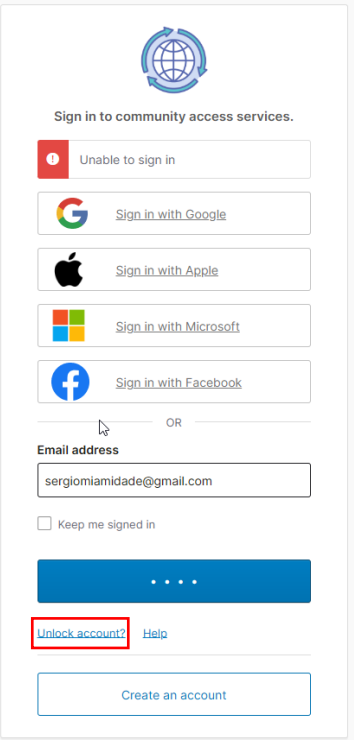 Sign in to community access services.
Unable to sign in
Sign in with Google
Sign in with Apple
Sign in with Microsoft
Sign in with Facebook
OR
Email address
sergiomiamidade@gmail.com
Keep me signed in
Unlock account?
Help
Create an account